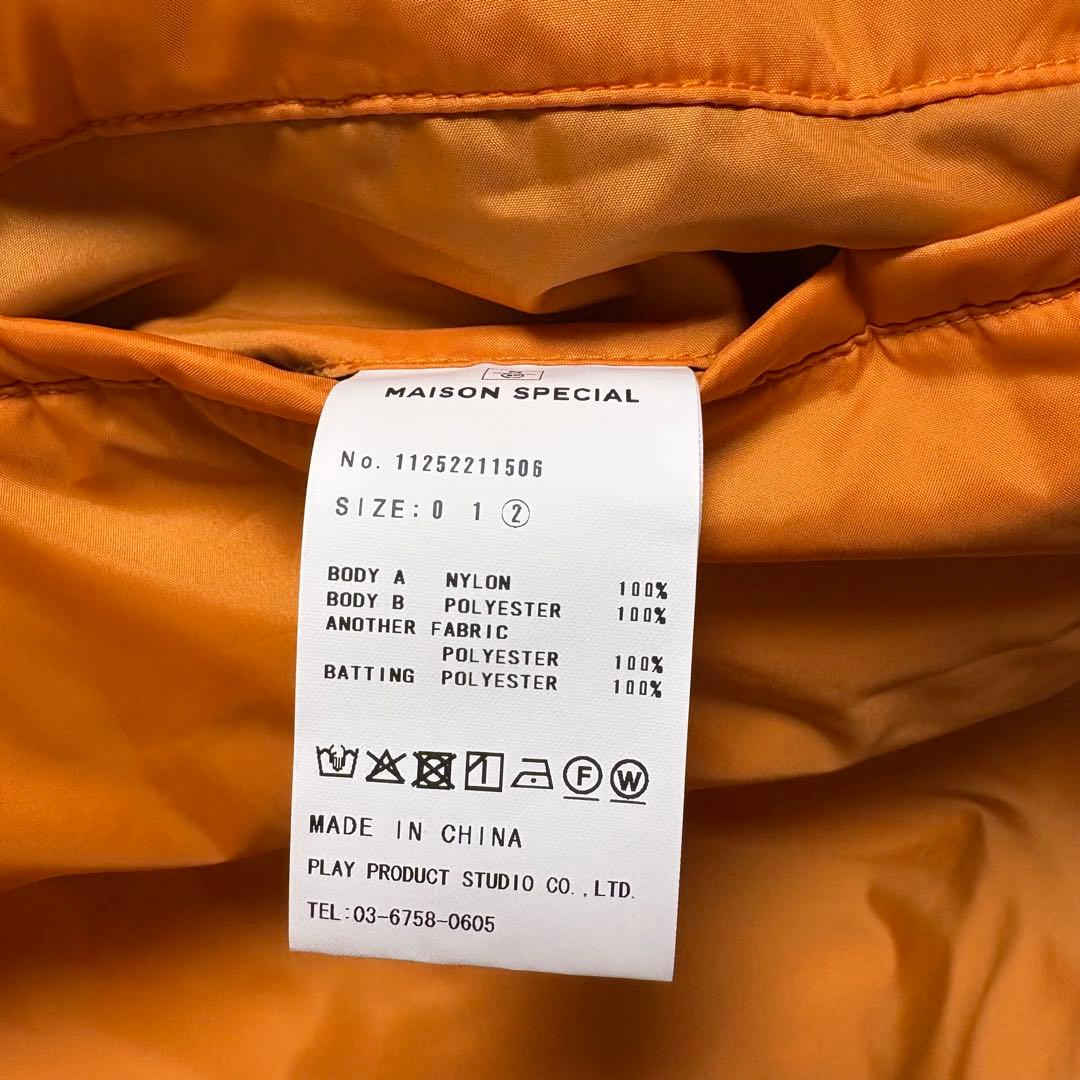 MAISON SPECIAL
No. 11252211506
SIZE: 0 1 ②
BODY A NYLON 100%
BODY B POLYESTER 100%
ANOTHER FABRIC
POLYESTER 100%
BATTING POLYESTER 100%
F W
MADE IN CHINA
PLAY PRODUCT STUDIO CO.,LTD.
TEL:03-6758-0605